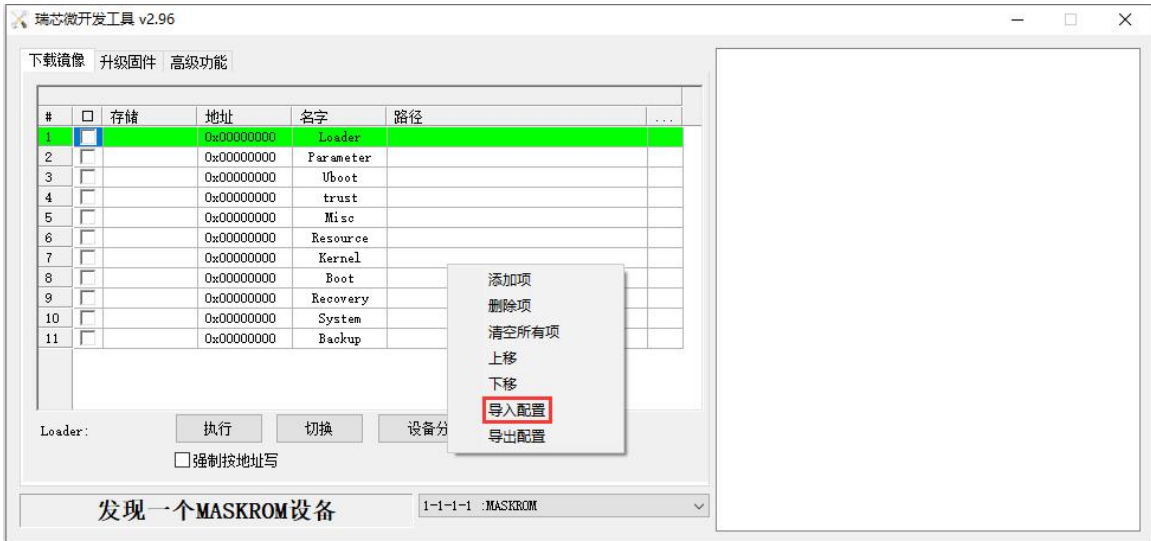 瑞芯微开发工具 v2.96
下载镜像 升级固件 高级功能
# 存储 地址 名字 路径 ...
1 0x00000000 Loader
2 0x00000000 Parameter
3 0x00000000 Uboot
4 0x00000000 trust
5 0x00000000 Misc
6 0x00000000 Resource
7 0x00000000 Kernel
8 0x00000000 Boot
9 0x00000000 Recovery
10 0x00000000 System
11 0x00000000 Backup
添加项
删除项
清空所有项
上移
下移
导入配置
导出配置
Loader: 执行 切换 设备分
强制按地址写
发现一个MASKROM设备 1-1-1-1 :MASKROM